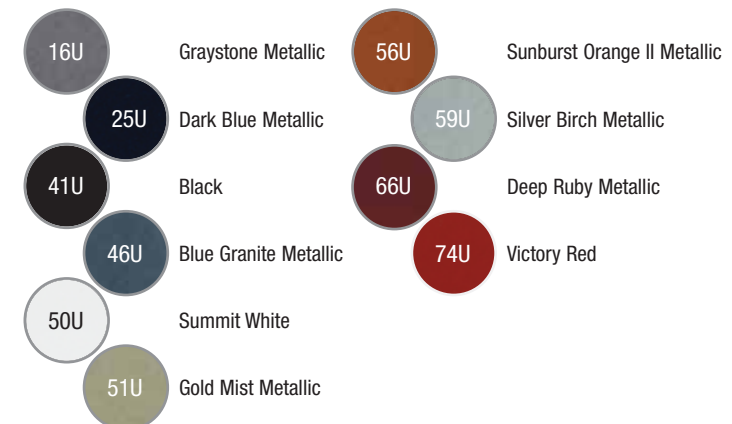 16U Graystone Metallic
25U Dark Blue Metallic
41U Black
46U Blue Granite Metallic
50U Summit White
51U Gold Mist Metallic
56U Sunburst Orange II Metallic
59U Silver Birch Metallic
66U Deep Ruby Metallic
74U Victory Red